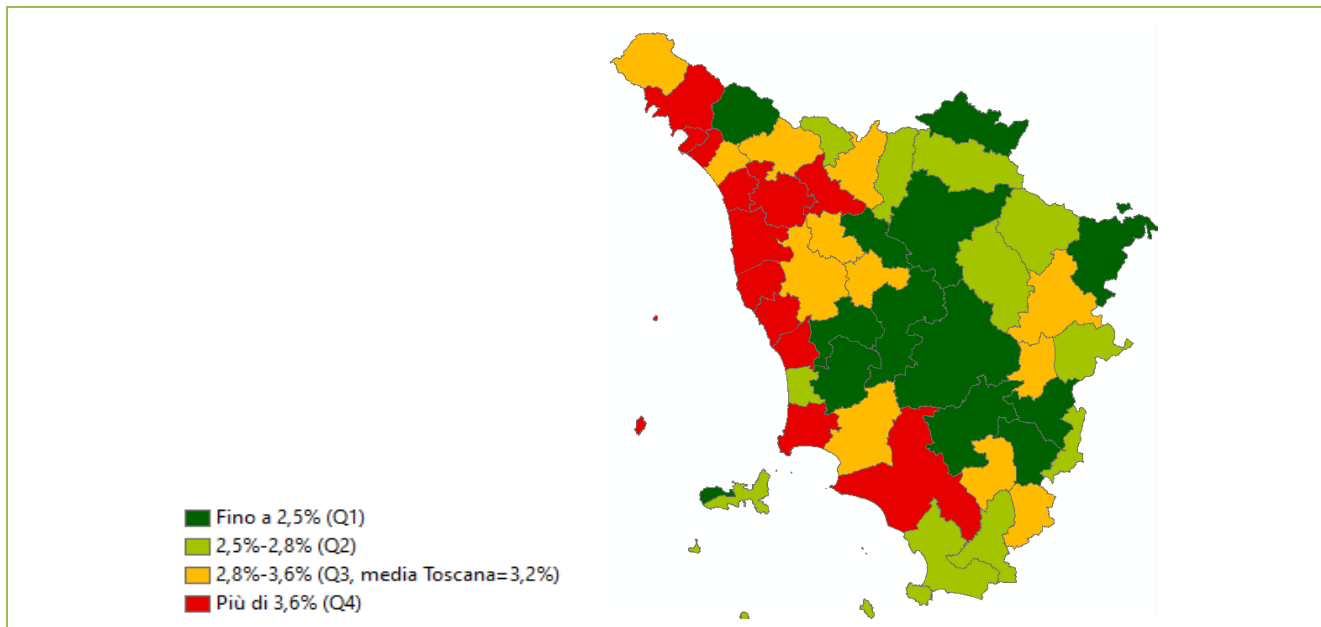 Fino a 2,5% (Q1)
2,5%-2,8% (Q2)
2,8%-3,6% (Q3, media Toscana=3,2%)
Più di 3,6% (Q4)